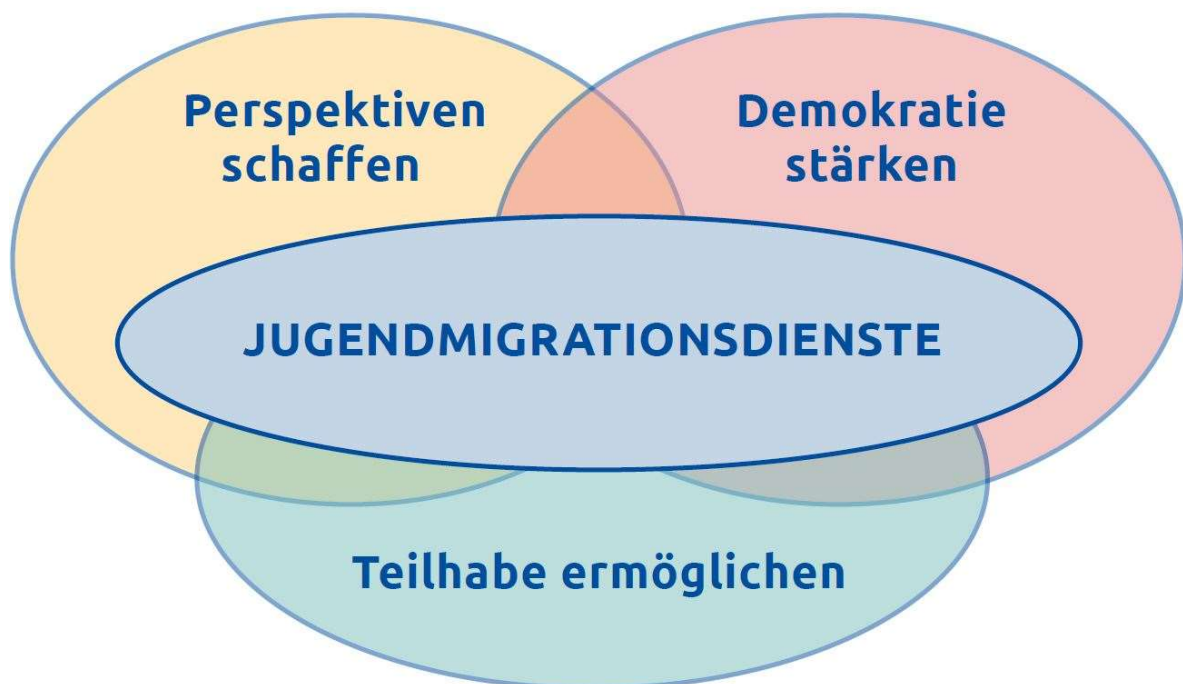 Perspektiven
schaffen
Demokratie
stärken
JUGENDMIGRATIONSDIENSTE
Teilhabe ermöglichen